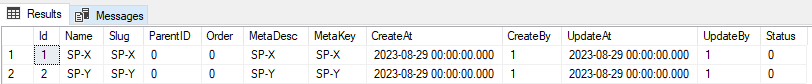 Results Messages
Id Name Slug ParentID Order MetaDesc MetaKey CreateAt CreateBy UpdateAt UpdateBy Status
1 1 SP-X SP-X 0 0 SP-X SP-X 2023-08-29 00:00:00.000 1 2023-08-29 00:00:00.000 1 0
2 2 SP-Y SP-Y 0 0 SP-Y SP-Y 2023-08-29 00:00:00.000 1 2023-08-29 00:00:00.000 1 0